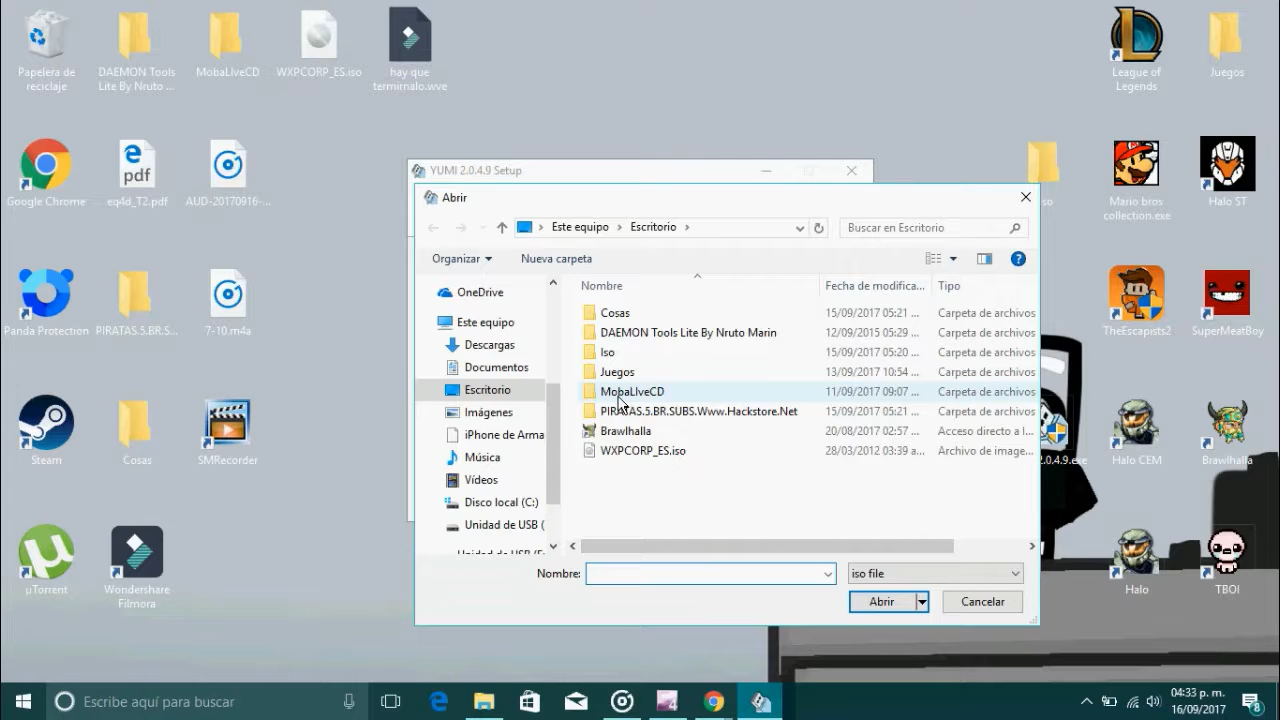 Papelera de
reciclaje
DAEMON Tools
Lite By Nruto ...
MobaLIveCD
WXPCORP_ES.iso
hay que
termirnalo.wve
League of
Legends
Juegos
Google Chrome
eq4d_T2.pdf
AUD-20170916-...
Mario bros
collection.exe
Halo ST
Panda Protection
PIRATAS.5.BR.S...
7-10.m4a
TheEscapists2
SuperMeatBoy
Steam
Cosas
SMRecorder
2.0.4.9.exe
Halo CEM
Brawlhalla
µTorrent
Wondershare
Filmora
Halo
TBOI
YUMI 2.0.4.9 Setup
Abrir
Este equipo
Escritorio
Buscar en Escritorio
Organizar
Nueva carpeta
OneDrive
Este equipo
Descargas
Documentos
Escritorio
Imágenes
iPhone de Arma
Música
Vídeos
Disco local (C:)
Unidad de USB (
Nombre Fecha de modifica... Tipo
Cosas 15/09/2017 05:21 ... Carpeta de archivos
DAEMON Tools Lite By Nruto Marin 12/09/2015 05:29 ... Carpeta de archivos
Iso 15/09/2017 05:20 ... Carpeta de archivos
Juegos 13/09/2017 10:54 ... Carpeta de archivos
MobaLIveCD 11/09/2017 09:07 ... Carpeta de archivos
PIRATAS.5.BR.SUBS.Www.Hackstore.Net 15/09/2017 05:21 ... Carpeta de archivos
Brawlhalla 20/08/2017 02:57 ... Acceso directo a l...
WXPCORP_ES.iso 28/03/2012 03:39 a... Archivo de image...
Nombre:
iso file
Abrir
Cancelar
Escribe aquí para buscar
04:33 p. m.
16/09/2017
8